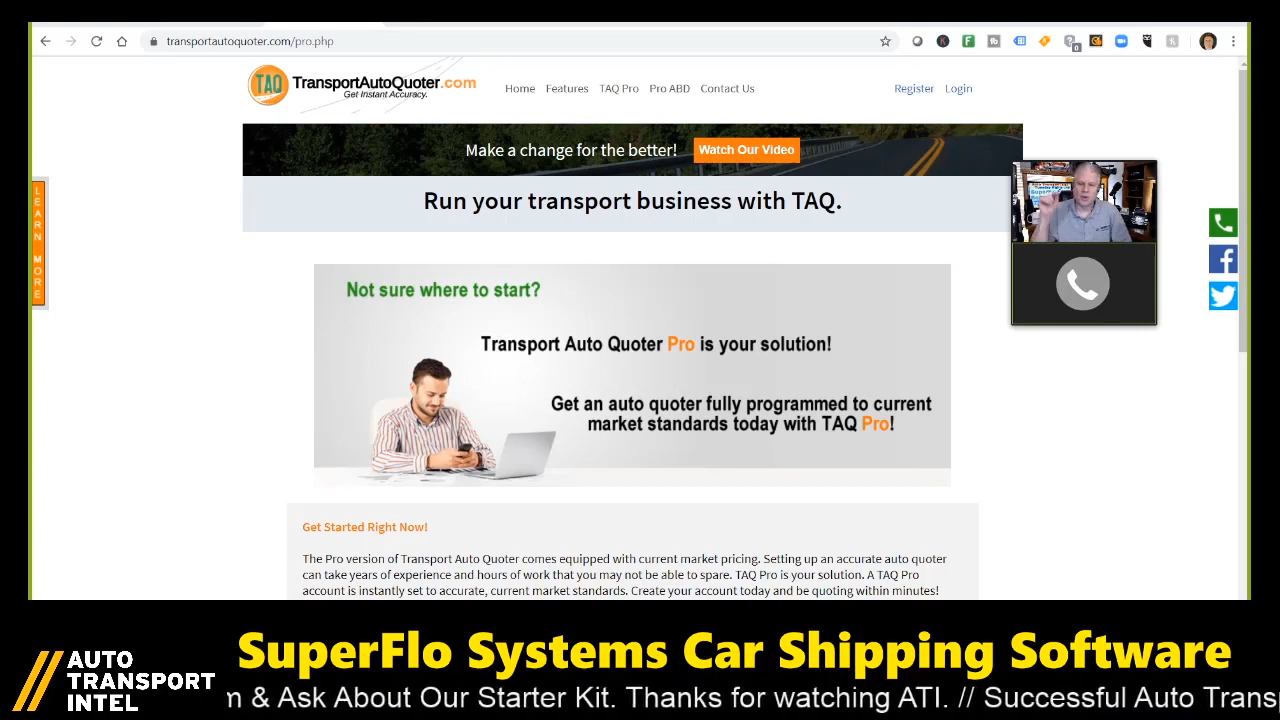 transportautoquoter.com/pro.php
TAQ TransportAutoQuoter.com
Get Instant Accuracy.
Home Features TAQ Pro Pro ABD Contact Us
Register Login
Make a change for the better! Watch Our Video
Run your transport business with TAQ.
LEARN MORE
Not sure where to start?
Transport Auto Quoter Pro is your solution!
Get an auto quoter fully programmed to current
market standards today with TAQ Pro!
Get Started Right Now!
The Pro version of Transport Auto Quoter comes equipped with current market pricing. Setting up an accurate auto quoter
can take years of experience and hours of work that you may not be able to spare. TAQ Pro is your solution. A TAQ Pro
account is instantly set to accurate, current market standards. Create your account today and be quoting within minutes!
SuperFlo Systems Car Shipping Software
AUTO
TRANSPORT
INTEL
m & Ask About Our Starter Kit. Thanks for watching ATI. // Successful Auto Trans